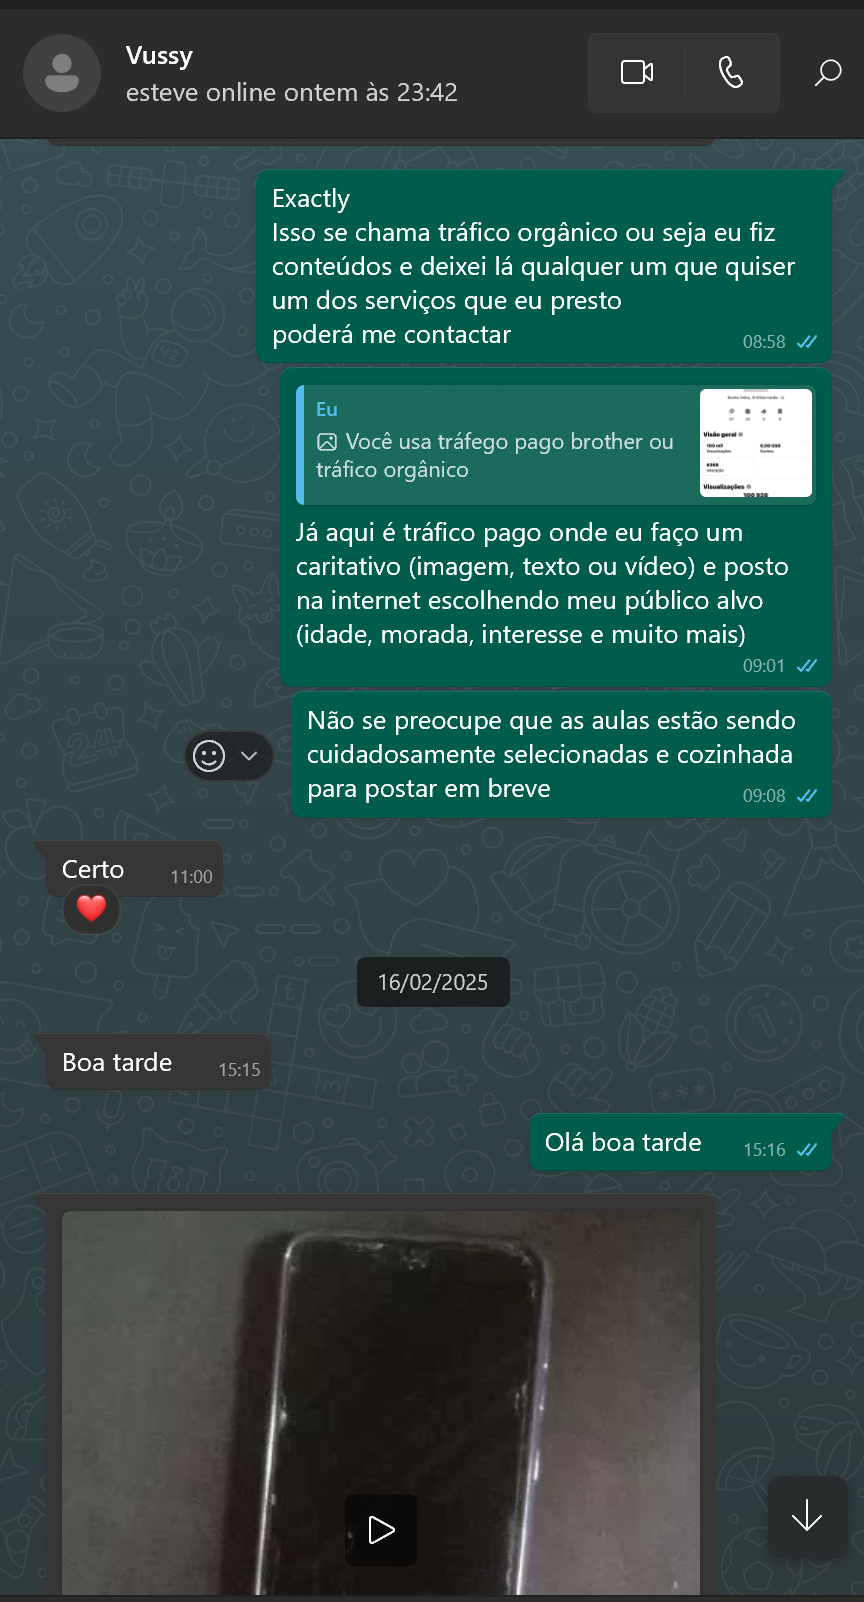 Vussy
esteve online ontem às 23:42
Exactly
Isso se chama tráfico orgânico ou seja eu fiz
conteúdos e deixei lá qualquer um que quiser
um dos serviços que eu presto
poderá me contactar
08:58
Eu
Você usa tráfego pago brother ou
tráfico orgânico
Visão geral
100 mil
Visualizações
Visualizações
100 926
Já aqui é tráfico pago onde eu faço um
caritativo (imagem, texto ou vídeo) e posto
na internet escolhendo meu público alvo
(idade, morada, interesse e muito mais)
09:01
Não se preocupe que as aulas estão sendo
cuidadosamente selecionadas e cozinhada
para postar em breve
09:08
Certo
11:00
16/02/2025
Boa tarde
15:15
Olá boa tarde
15:16